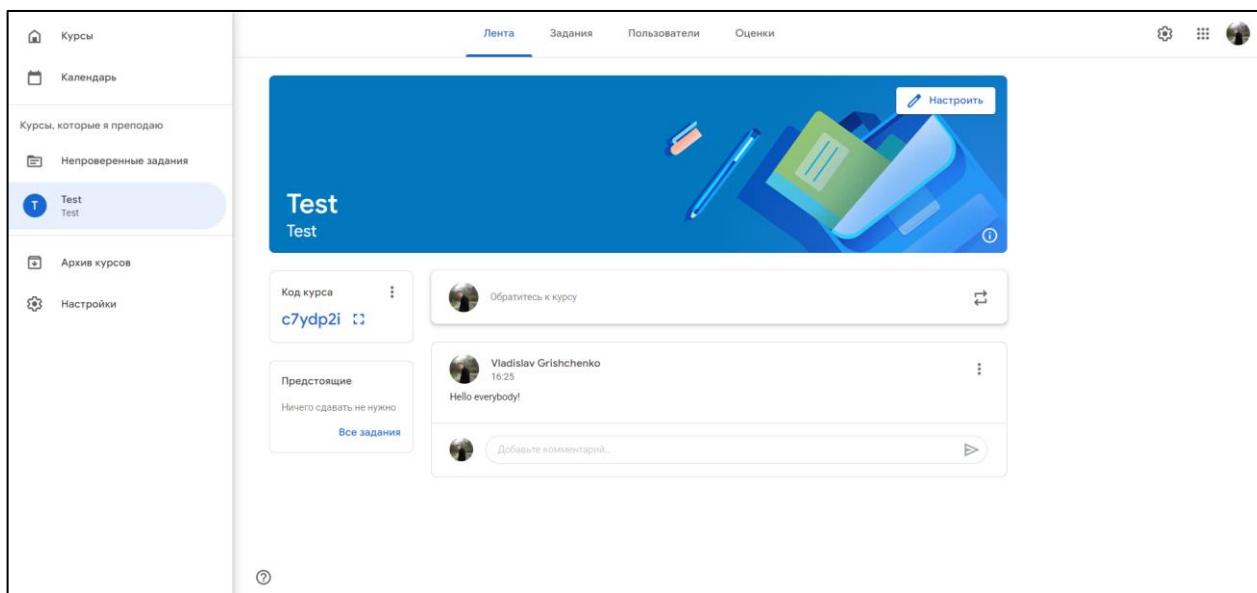 Курсы
Календарь
Курсы, которые я преподаю
Непроверенные задания
T
Test
Test
Архив курсов
Настройки
Лента Задания Пользователи Оценки
Настроить
Test
Test
Код курса
c7ydp2i
Предстоящие
Ничего сдавать не нужно
Все задания
Обратитесь к курсу
Vladislav Grishchenko
16:25
Hello everybody!
Добавьте комментарий...